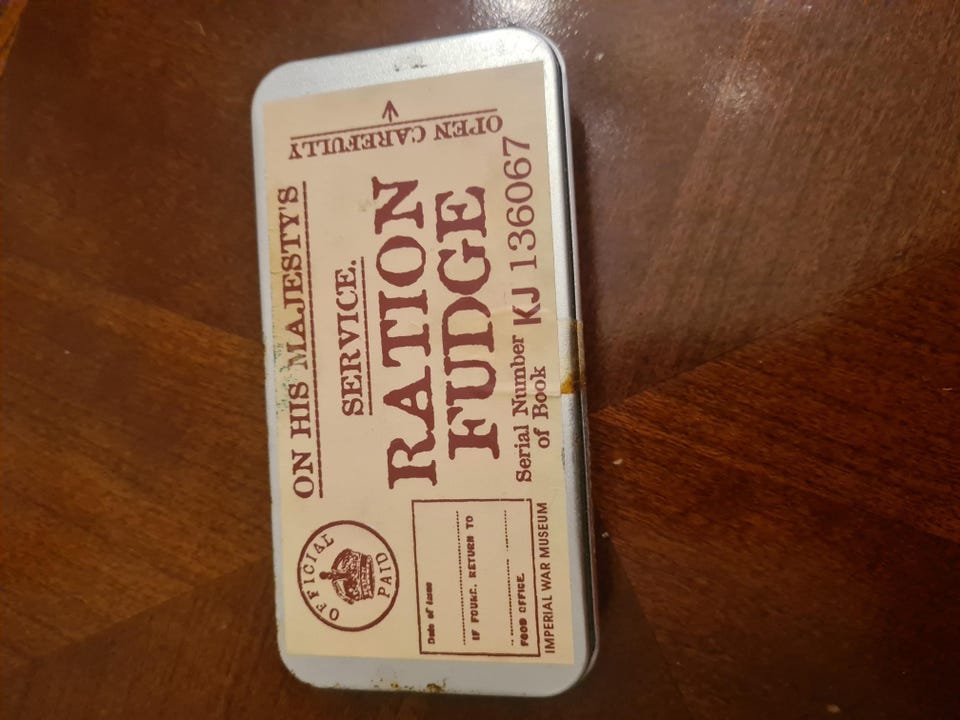 OFFICIAL
PAID
ON HIS MAJESTY'S
SERVICE.
RATION
FUDGE
Serial Number KJ 136067
of Book
OPEN CAREFULLY
Date of Issue
IF FOUND, RETURN TO
FOOD OFFICE.
IMPERIAL WAR MUSEUM